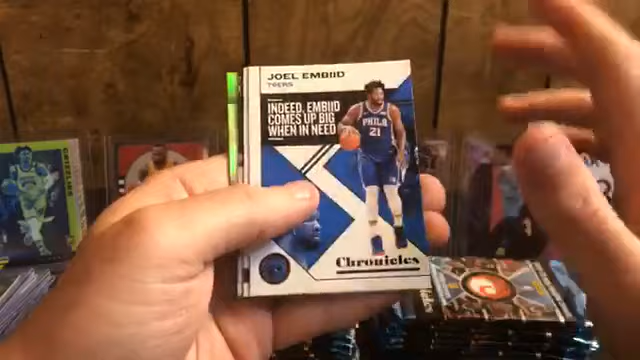 JOEL EMBIID
76ERS
INDEED, EMBIID
COMES UP BIG
WHEN IN NEED
PHILA
21
Chronicles